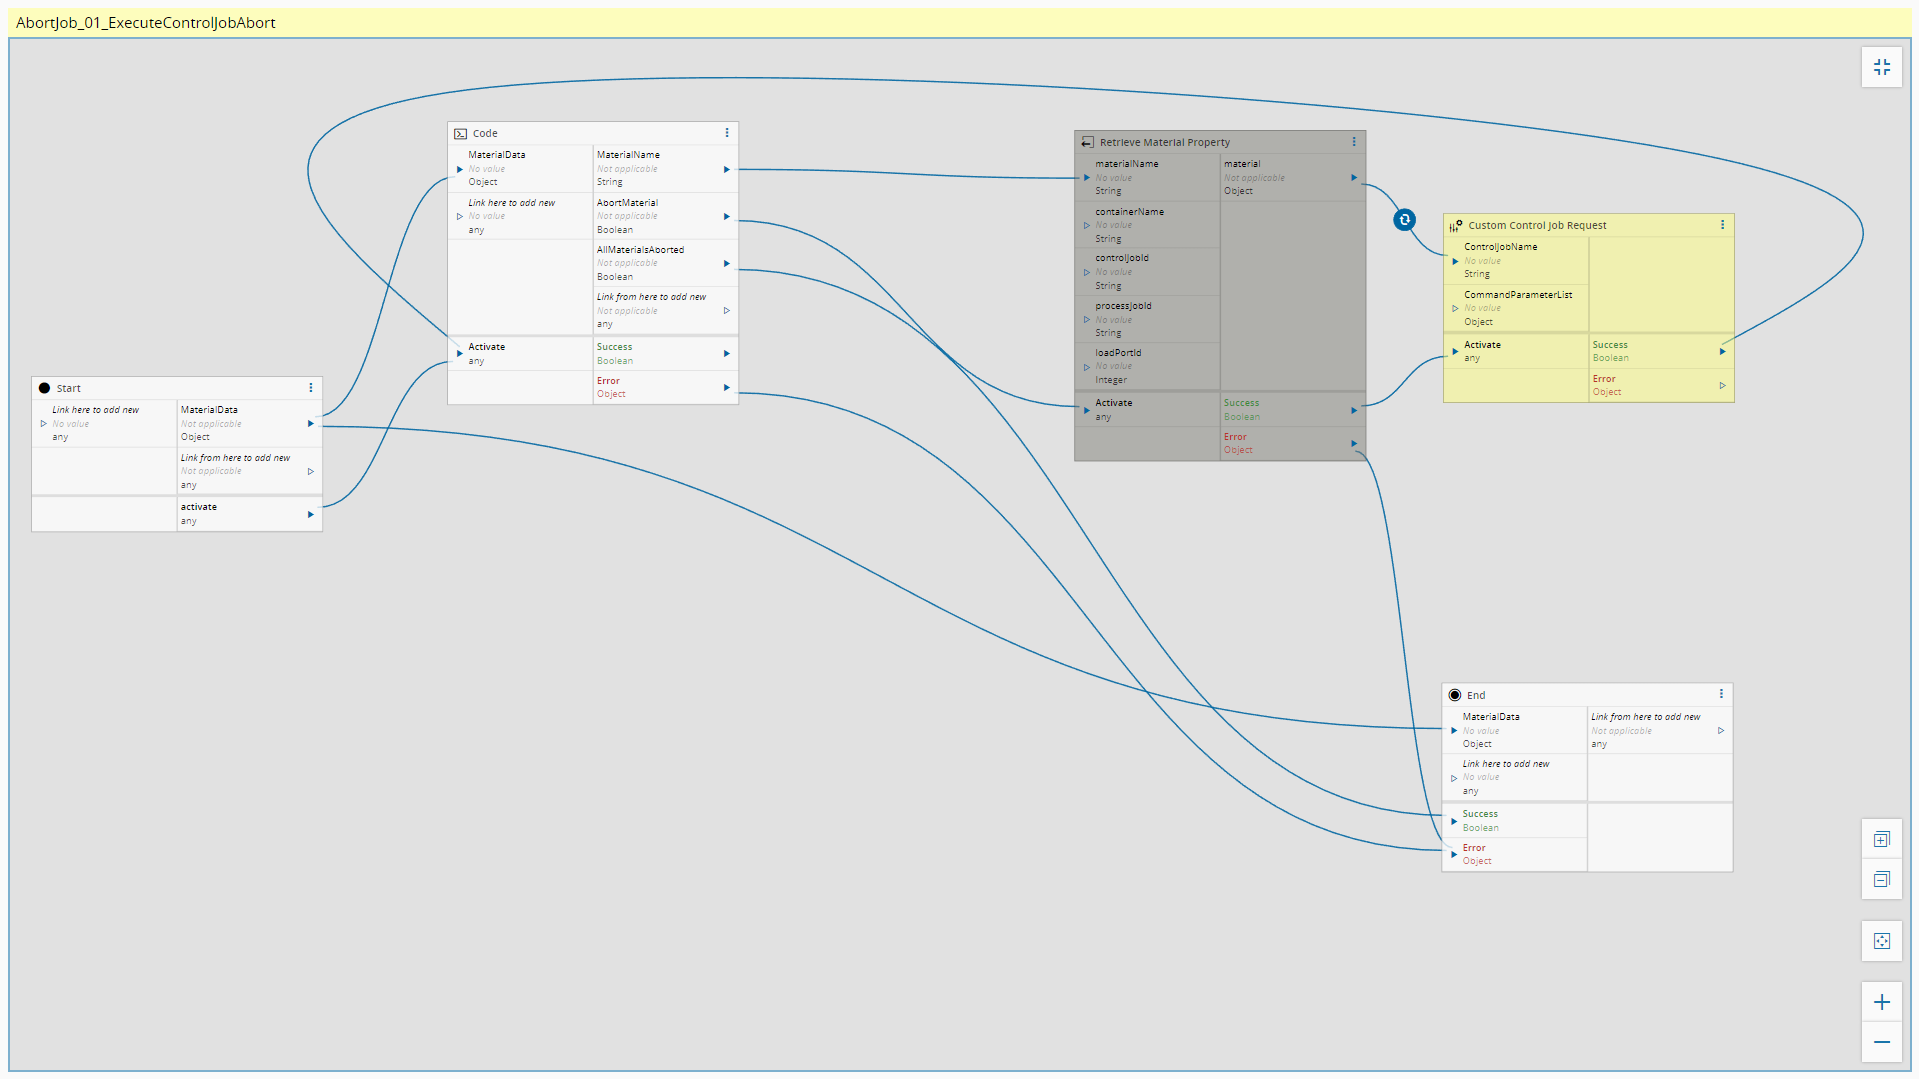 AbortJob_01_ExecuteControlJobAbort
Code
MaterialData
No value
Object
Link here to add new
No value
any
MaterialName
Not applicable
String
AbortMaterial
Not applicable
Boolean
AllMaterialsAborted
Not applicable
Boolean
Link from here to add new
Not applicable
any
Activate
any
Success
Boolean
Error
Object
Retrieve Material Property
materialName
No value
String
containerName
No value
String
controlJobId
No value
String
processJobId
No value
String
loadPortId
No value
Integer
material
Not applicable
Object
Activate
any
Success
Boolean
Error
Object
Custom Control Job Request
ControlJobName
No value
String
CommandParameterList
No value
Object
Activate
any
Success
Boolean
Error
Object
Start
Link here to add new
No value
any
MaterialData
Not applicable
Object
Link from here to add new
Not applicable
any
activate
any
End
MaterialData
No value
Object
Link here to add new
No value
any
Link from here to add new
Not applicable
any
Success
Boolean
Error
Object